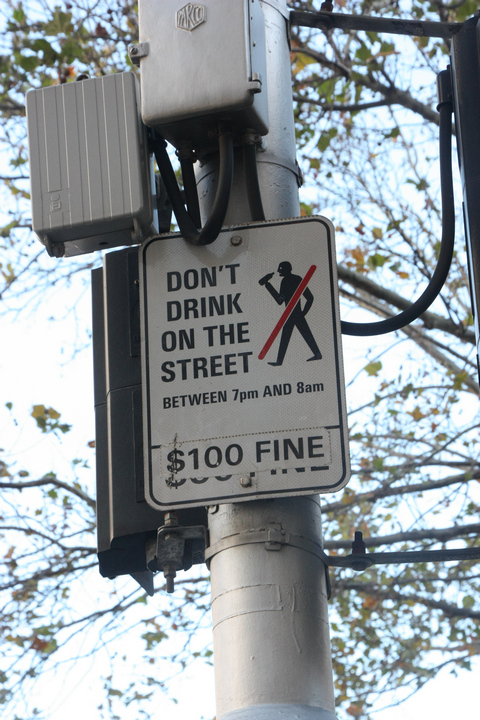 DON'T
DRINK
ON THE
STREET
BETWEEN 7pm AND 8am
$100 FINE